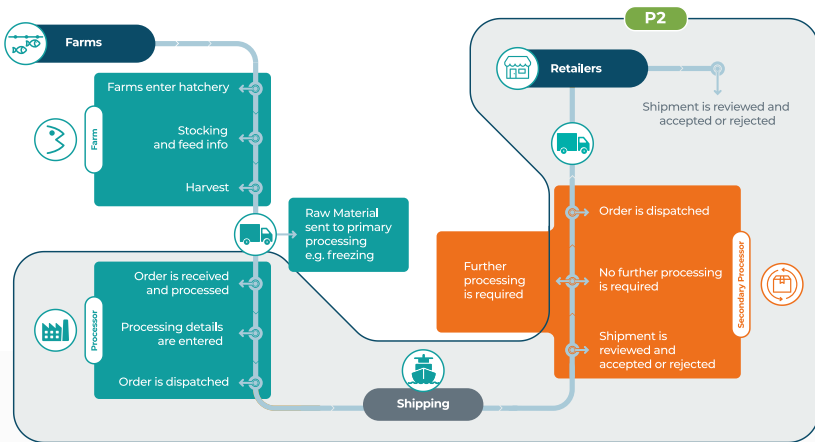 P2
Farms
Farms enter hatchery
Stocking
and feed info
Harvest
Farm
Raw Material
sent to primary
processing
e.g. freezing
Order is received
and processed
Processing details
are entered
Order is dispatched
Processor
Shipping
Retailers
Shipment is reviewed and
accepted or rejected
Order is dispatched
Further
processing
is required
No further processing
is required
Shipment is
reviewed and
accepted or rejected
Secondary Processor